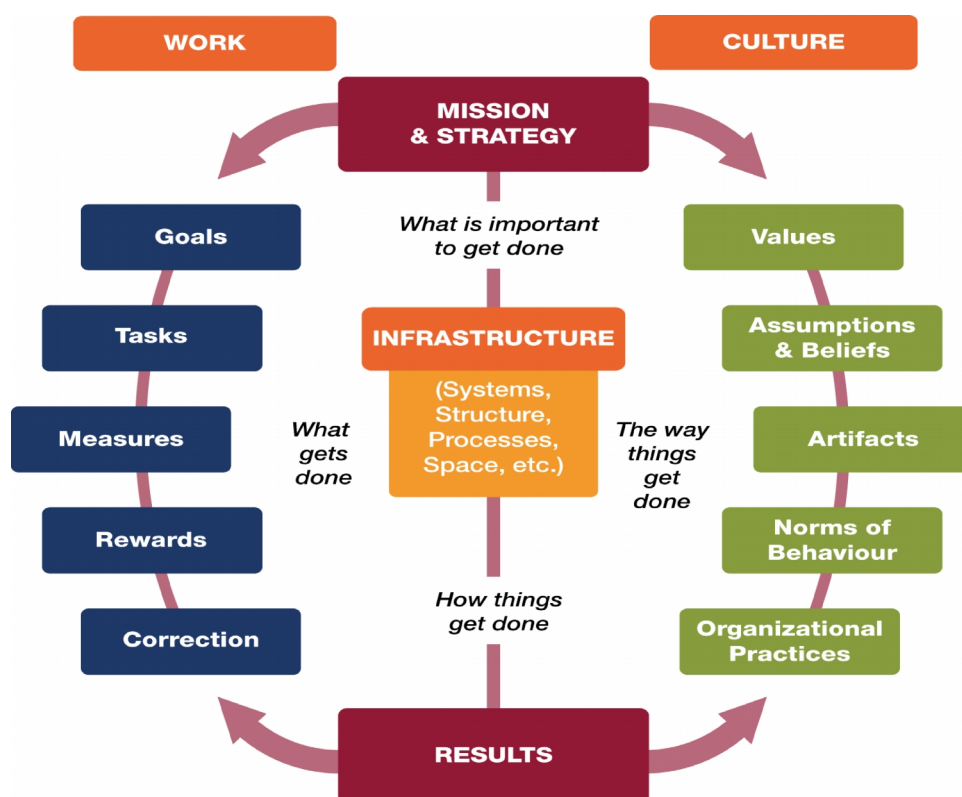 WORK
CULTURE
MISSION
& STRATEGY
What is important
to get done
Goals
Tasks
Measures
Rewards
Correction
INFRASTRUCTURE
(Systems,
Structure,
Processes,
Space, etc.)
What
gets
done
The way
things
get
done
How things
get done
Values
Assumptions
& Beliefs
Artifacts
Norms of
Behaviour
Organizational
Practices
RESULTS